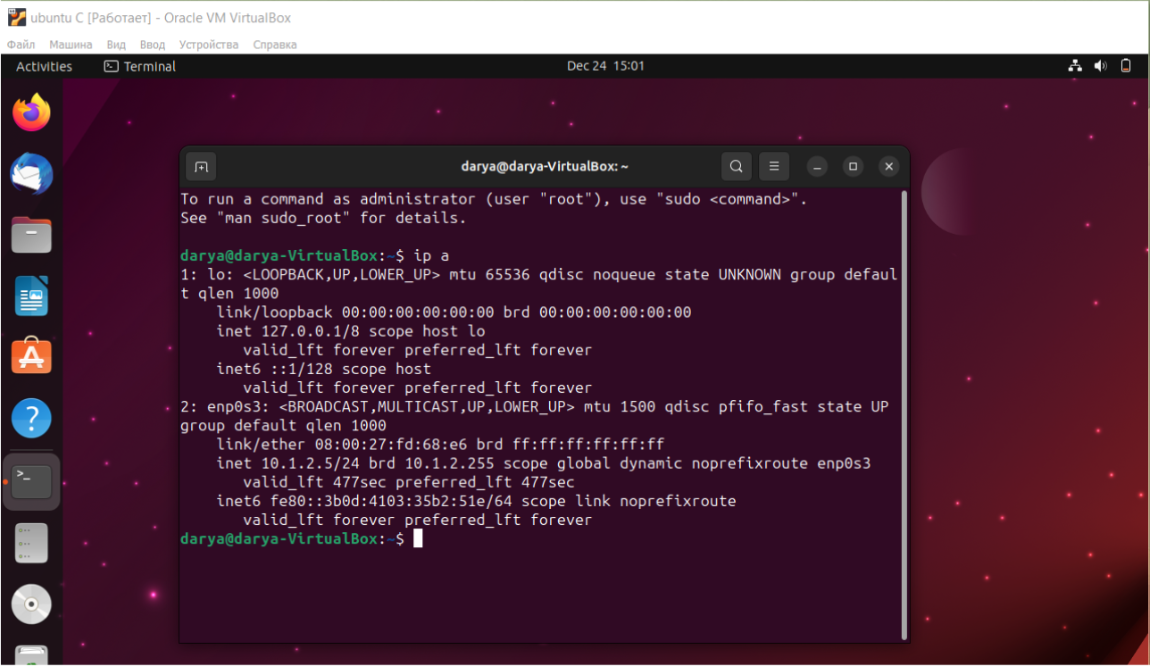 ubuntu C [Работает] - Oracle VM VirtualBox
Файл Машина Вид Ввод Устройства Справка
Activities Terminal Dec 24 15:01
darya@darya-VirtualBox: ~
To run a command as administrator (user "root"), use "sudo <command>".
See "man sudo_root" for details.
darya@darya-VirtualBox:~$ ip a
1: lo: <LOOPBACK,UP,LOWER_UP> mtu 65536 qdisc noqueue state UNKNOWN group defaul
t qlen 1000
link/loopback 00:00:00:00:00:00 brd 00:00:00:00:00:00
inet 127.0.0.1/8 scope host lo
valid_lft forever preferred_lft forever
inet6 ::1/128 scope host
valid_lft forever preferred_lft forever
2: enp0s3: <BROADCAST,MULTICAST,UP,LOWER_UP> mtu 1500 qdisc pfifo_fast state UP
group default qlen 1000
link/ether 08:00:27:fd:68:e6 brd ff:ff:ff:ff:ff:ff
inet 10.1.2.5/24 brd 10.1.2.255 scope global dynamic noprefixroute enp0s3
valid_lft 477sec preferred_lft 477sec
inet6 fe80::3b0d:4103:35b2:51e/64 scope link noprefixroute
valid_lft forever preferred_lft forever
darya@darya-VirtualBox:~$